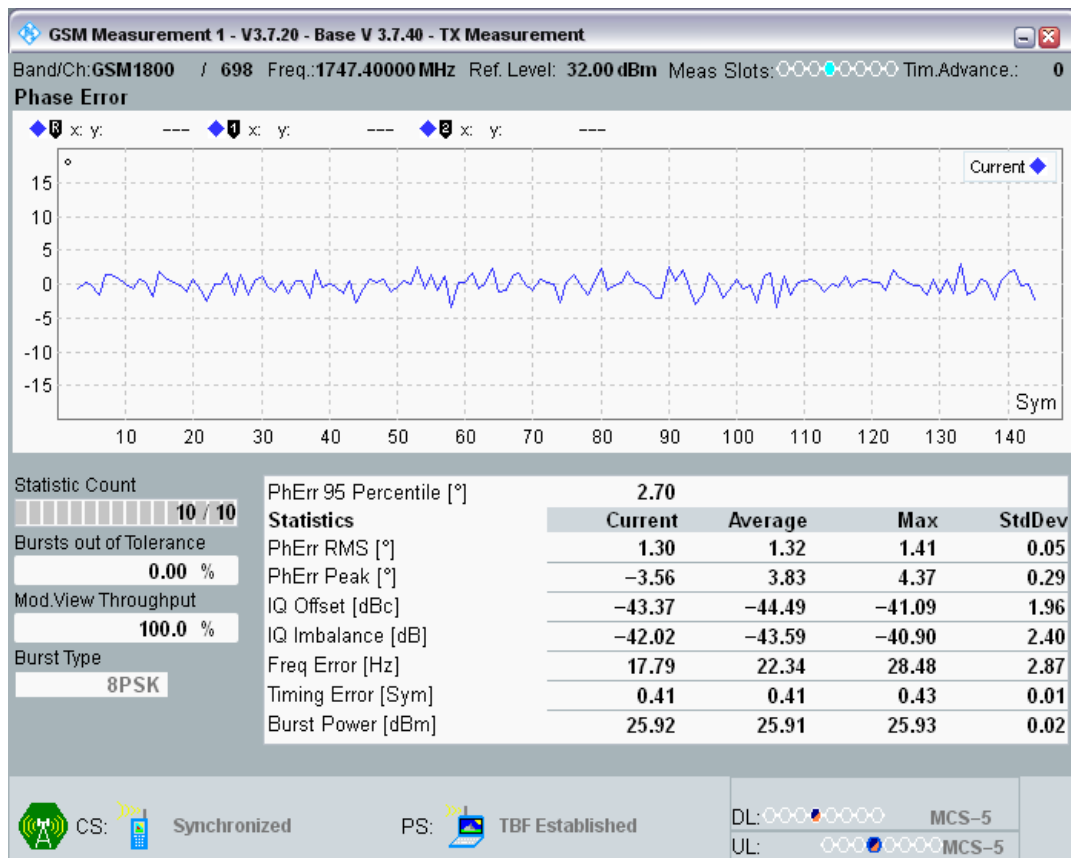 GSM Measurement 1 - V3.7.20 - Base V 3.7.40 - TX Measurement
Band/Ch:GSM1800 / 698 Freq.:1747.40000 MHz Ref. Level: 32.00 dBm Meas Slots: Tim.Advance.: 0
Phase Error
R x: y: --- 1 x: y: --- 2 x: y: ---
°
Current
15
10
5
0
-5
-10
-15
Sym
10 20 30 40 50 60 70 80 90 100 110 120 130 140
Statistic Count
10 / 10
Bursts out of Tolerance
0.00 %
Mod.View Throughput
100.0 %
Burst Type
8PSK
PhErr 95 Percentile [°] 2.70
Statistics Current Average Max StdDev
PhErr RMS [°] 1.30 1.32 1.41 0.05
PhErr Peak [°] −3.56 3.83 4.37 0.29
IQ Offset [dBc] −43.37 −44.49 −41.09 1.96
IQ Imbalance [dB] −42.02 −43.59 −40.90 2.40
Freq Error [Hz] 17.79 22.34 28.48 2.87
Timing Error [Sym] 0.41 0.41 0.43 0.01
Burst Power [dBm] 25.92 25.91 25.93 0.02
CS: Synchronized PS: TBF Established
DL: MCS−5
UL: MCS−5